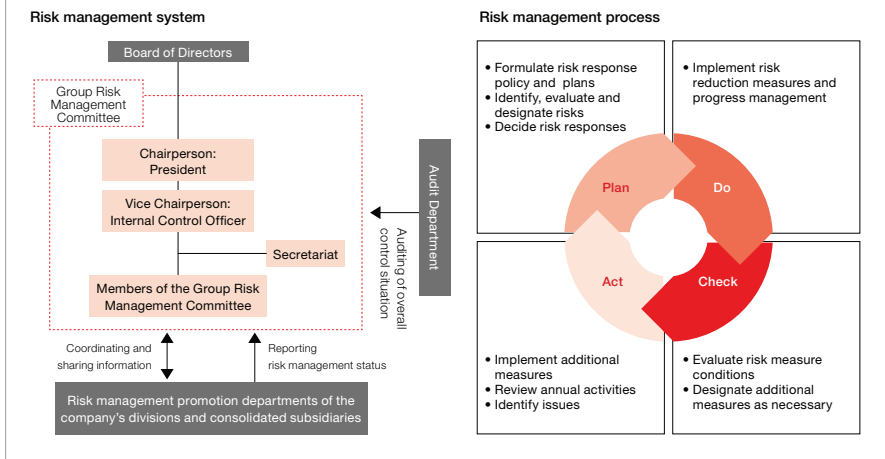 Risk management system
Board of Directors
Group Risk
Management
Committee
Chairperson:
President
Vice Chairperson:
Internal Control Officer
Secretariat
Members of the Group Risk
Management Committee
Audit Department
Auditing of overall
control situation
Coordinating and
sharing information
Reporting
risk management status
Risk management promotion departments of the
company's divisions and consolidated subsidiaries
Risk management process
• Formulate risk response
policy and plans
• Identify, evaluate and
designate risks
• Decide risk responses
• Implement risk
reduction measures and
progress management
Plan
Do
Act
Check
• Implement additional
measures
• Review annual activities
• Identify issues
• Evaluate risk measure
conditions
• Designate additional
measures as necessary